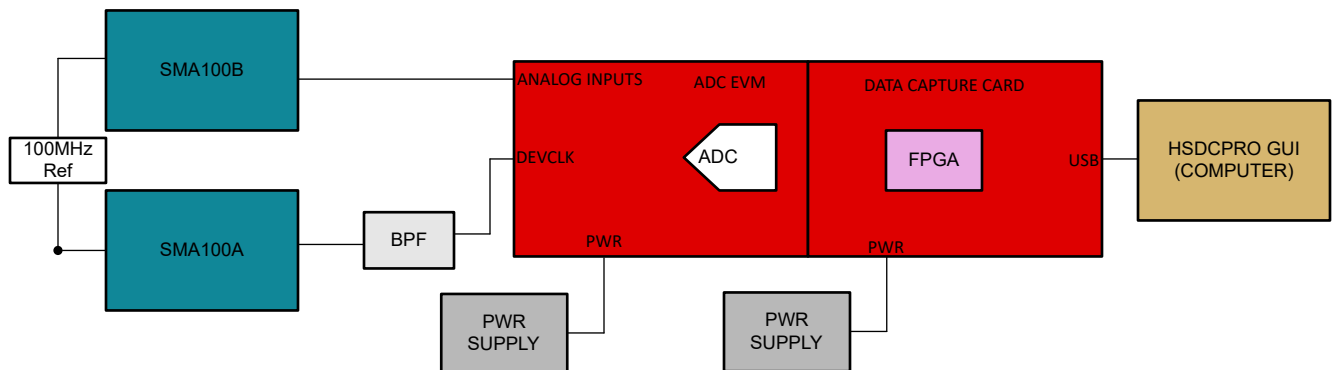 SMA100B
100MHz
Ref
SMA100A
BPF
ANALOG INPUTS
ADC EVM
DEVCLK
ADC
PWR
DATA CAPTURE CARD
FPGA
USB
PWR
HSDCPRO GUI
(COMPUTER)
PWR
SUPPLY
PWR
SUPPLY